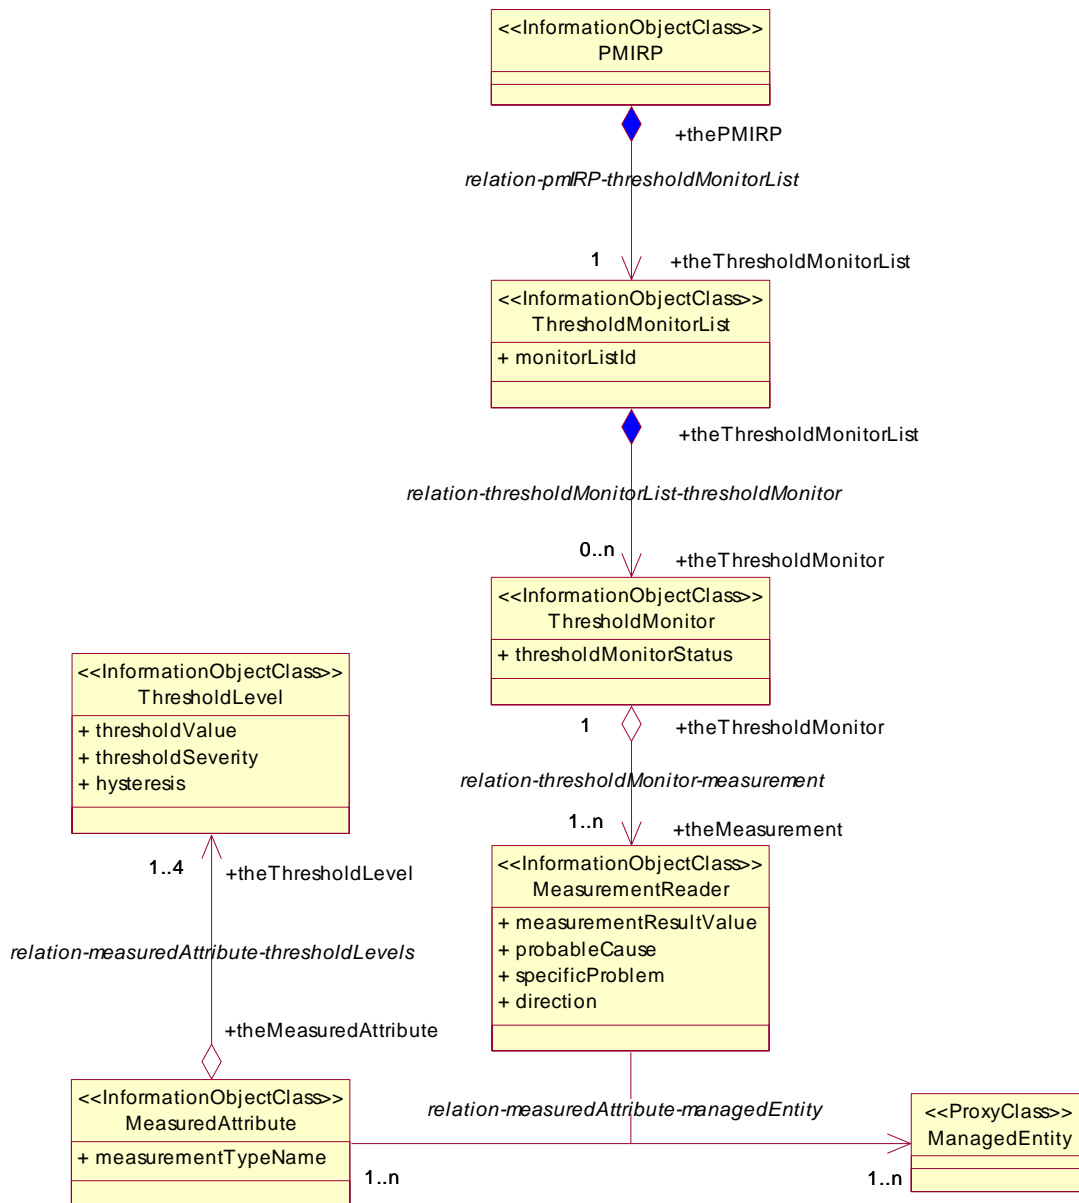 <<InformationObjectClass>>
PMIRP
+thePMIRP
relation-pmIRP-thresholdMonitorList
1
+theThresholdMonitorList
<<InformationObjectClass>>
ThresholdMonitorList
+ monitorListId
+theThresholdMonitorList
relation-thresholdMonitorList-thresholdMonitor
0..n
+theThresholdMonitor
<<InformationObjectClass>>
ThresholdMonitor
+ thresholdMonitorStatus
1
+theThresholdMonitor
relation-thresholdMonitor-measurement
1..n
+theMeasurement
<<InformationObjectClass>>
ThresholdLevel
+ thresholdValue
+ thresholdSeverity
+ hysteresis
1..4
+theThresholdLevel
relation-measuredAttribute-thresholdLevels
+theMeasuredAttribute
<<InformationObjectClass>>
MeasurementReader
+ measurementResultValue
+ probableCause
+ specificProblem
+ direction
<<InformationObjectClass>>
MeasuredAttribute
+ measurementTypeName
1..n
relation-measuredAttribute-managedEntity
1..n
<<ProxyClass>>
ManagedEntity